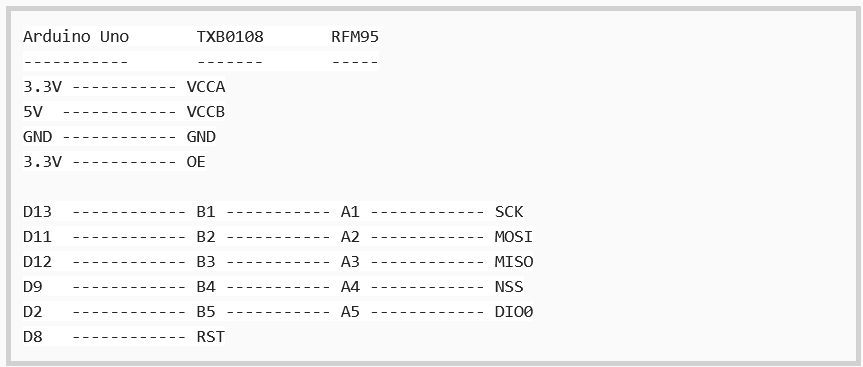 Arduino Uno       TXB0108       RFM95
-----------       -------       -----
3.3V ----------- VCCA
5V  ------------ VCCB
GND ------------ GND
3.3V ----------- OE
D13  ------------ B1 ----------- A1 ------------ SCK
D11  ------------ B2 ----------- A2 ------------ MOSI
D12  ------------ B3 ----------- A3 ------------ MISO
D9   ------------ B4 ----------- A4 ------------ NSS
D2   ------------ B5 ----------- A5 ------------ DIO0
D8   ------------ RST